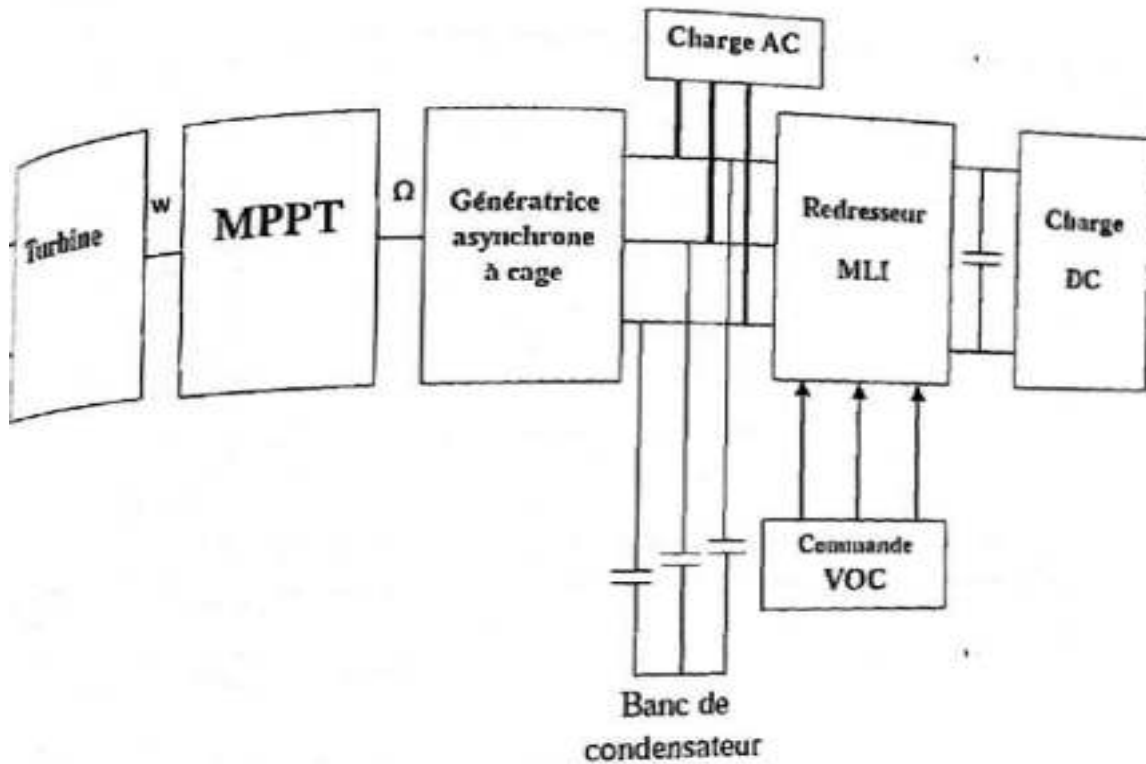 Charge AC
Turbine
w
MPPT
Ω
Génératrice
asynchrone
à cage
Redresseur
MLI
Charge
DC
Commande
VOC
Banc de
condensateur